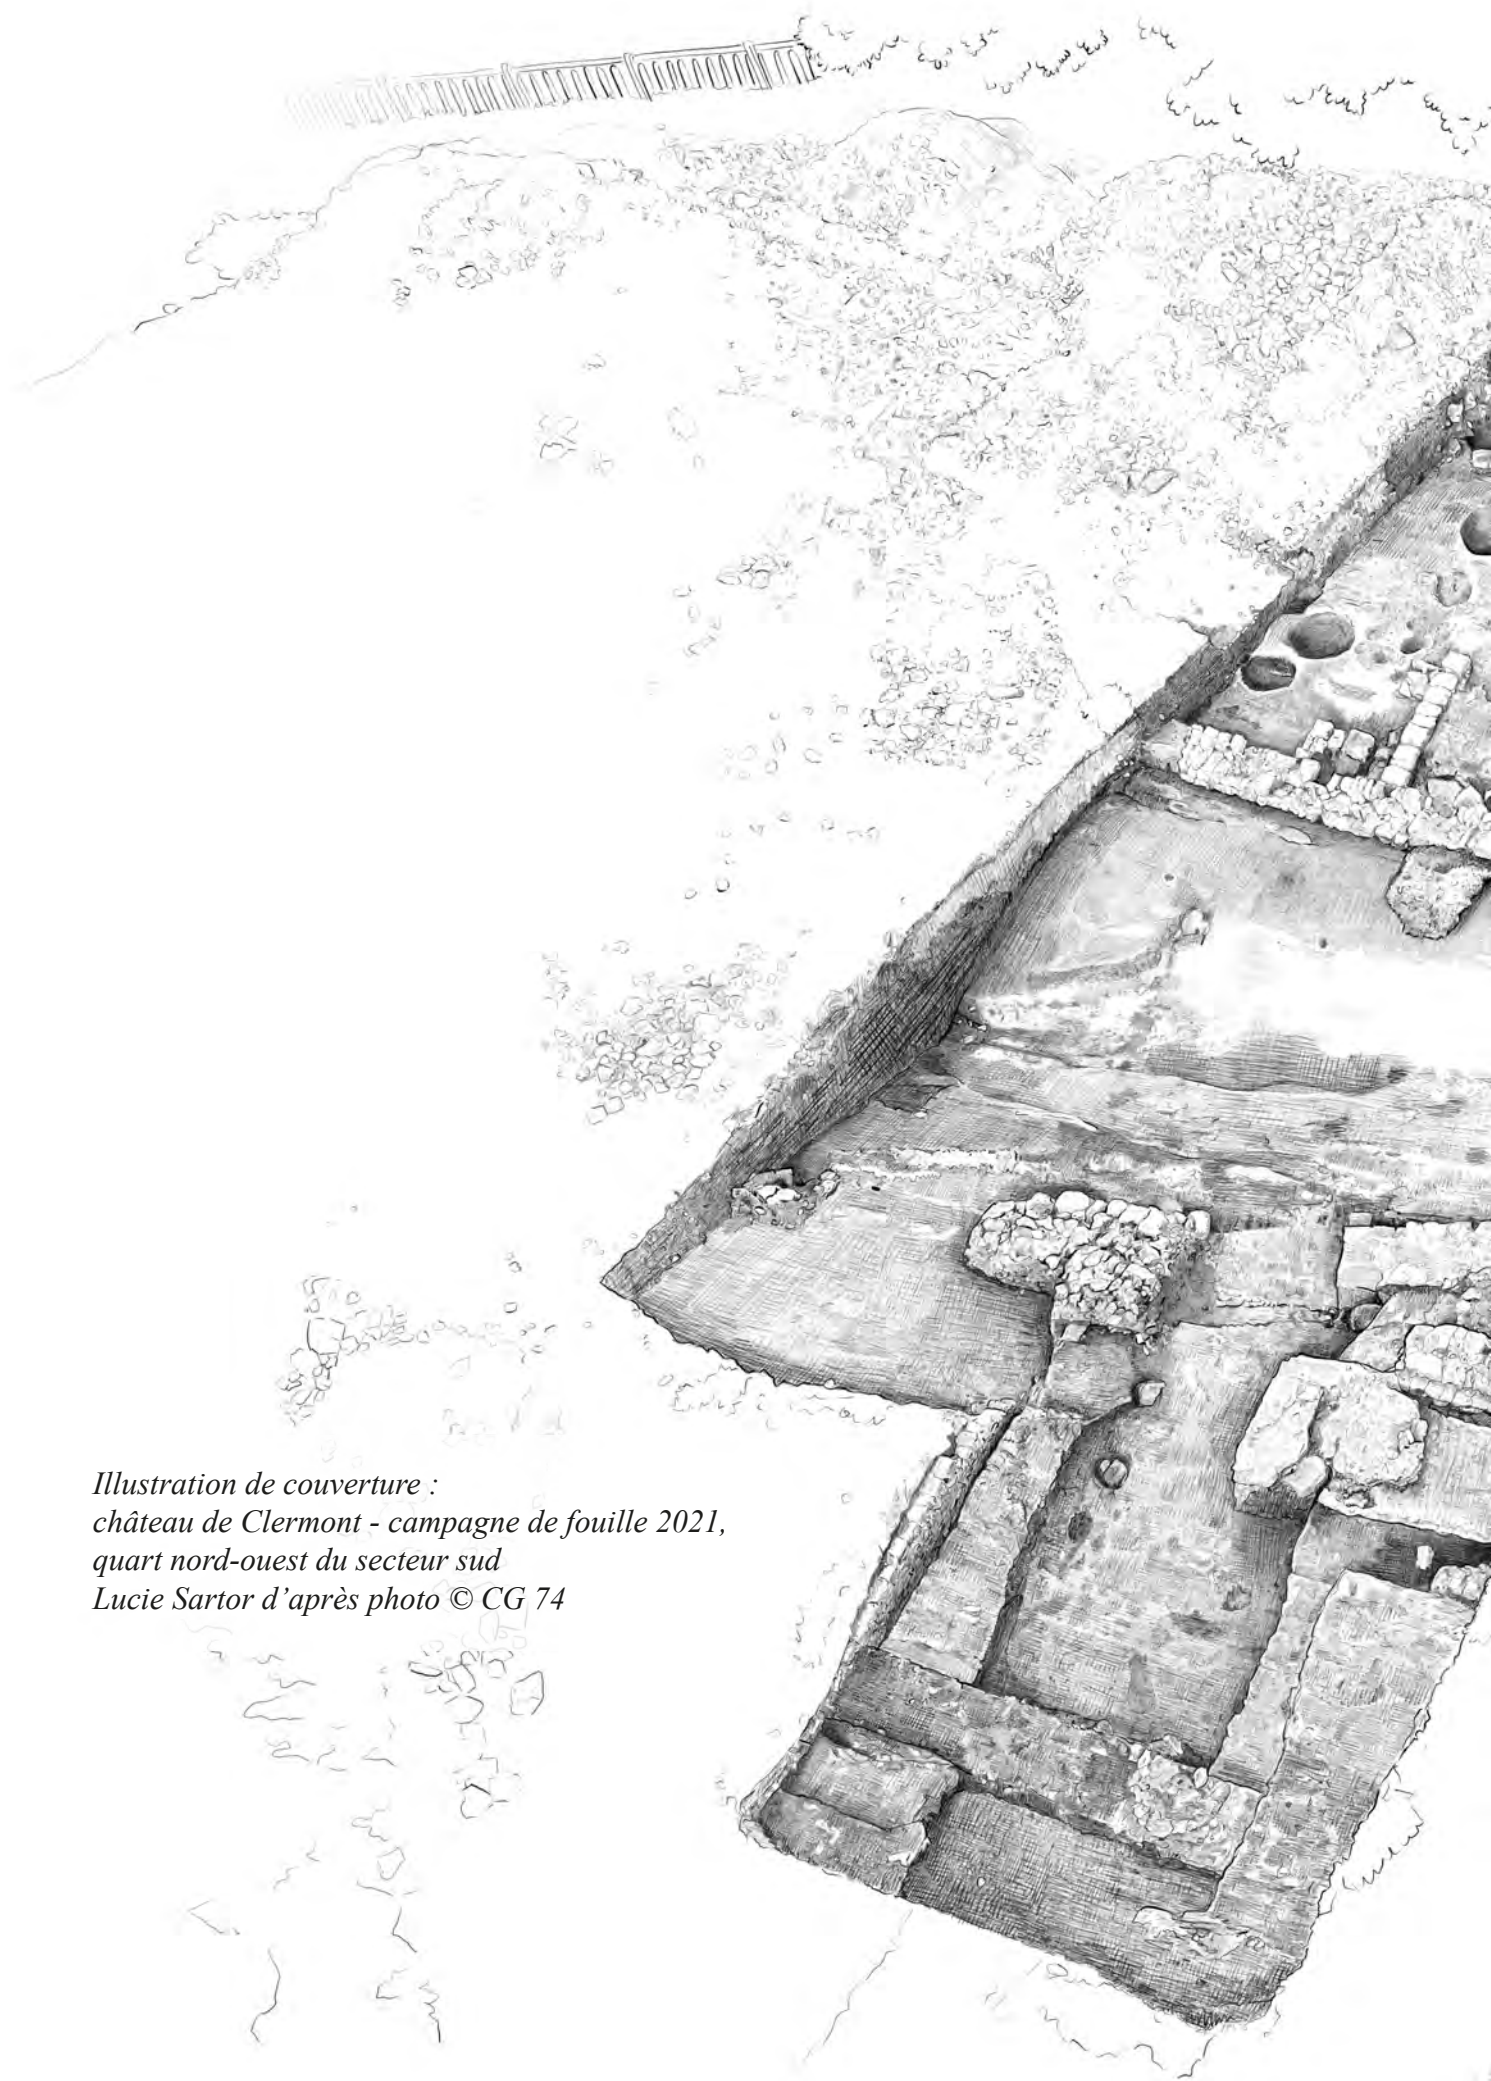 Illustration de couverture :
château de Clermont - campagne de fouille 2021,
quart nord-ouest du secteur sud
Lucie Sartor d’après photo © CG 74